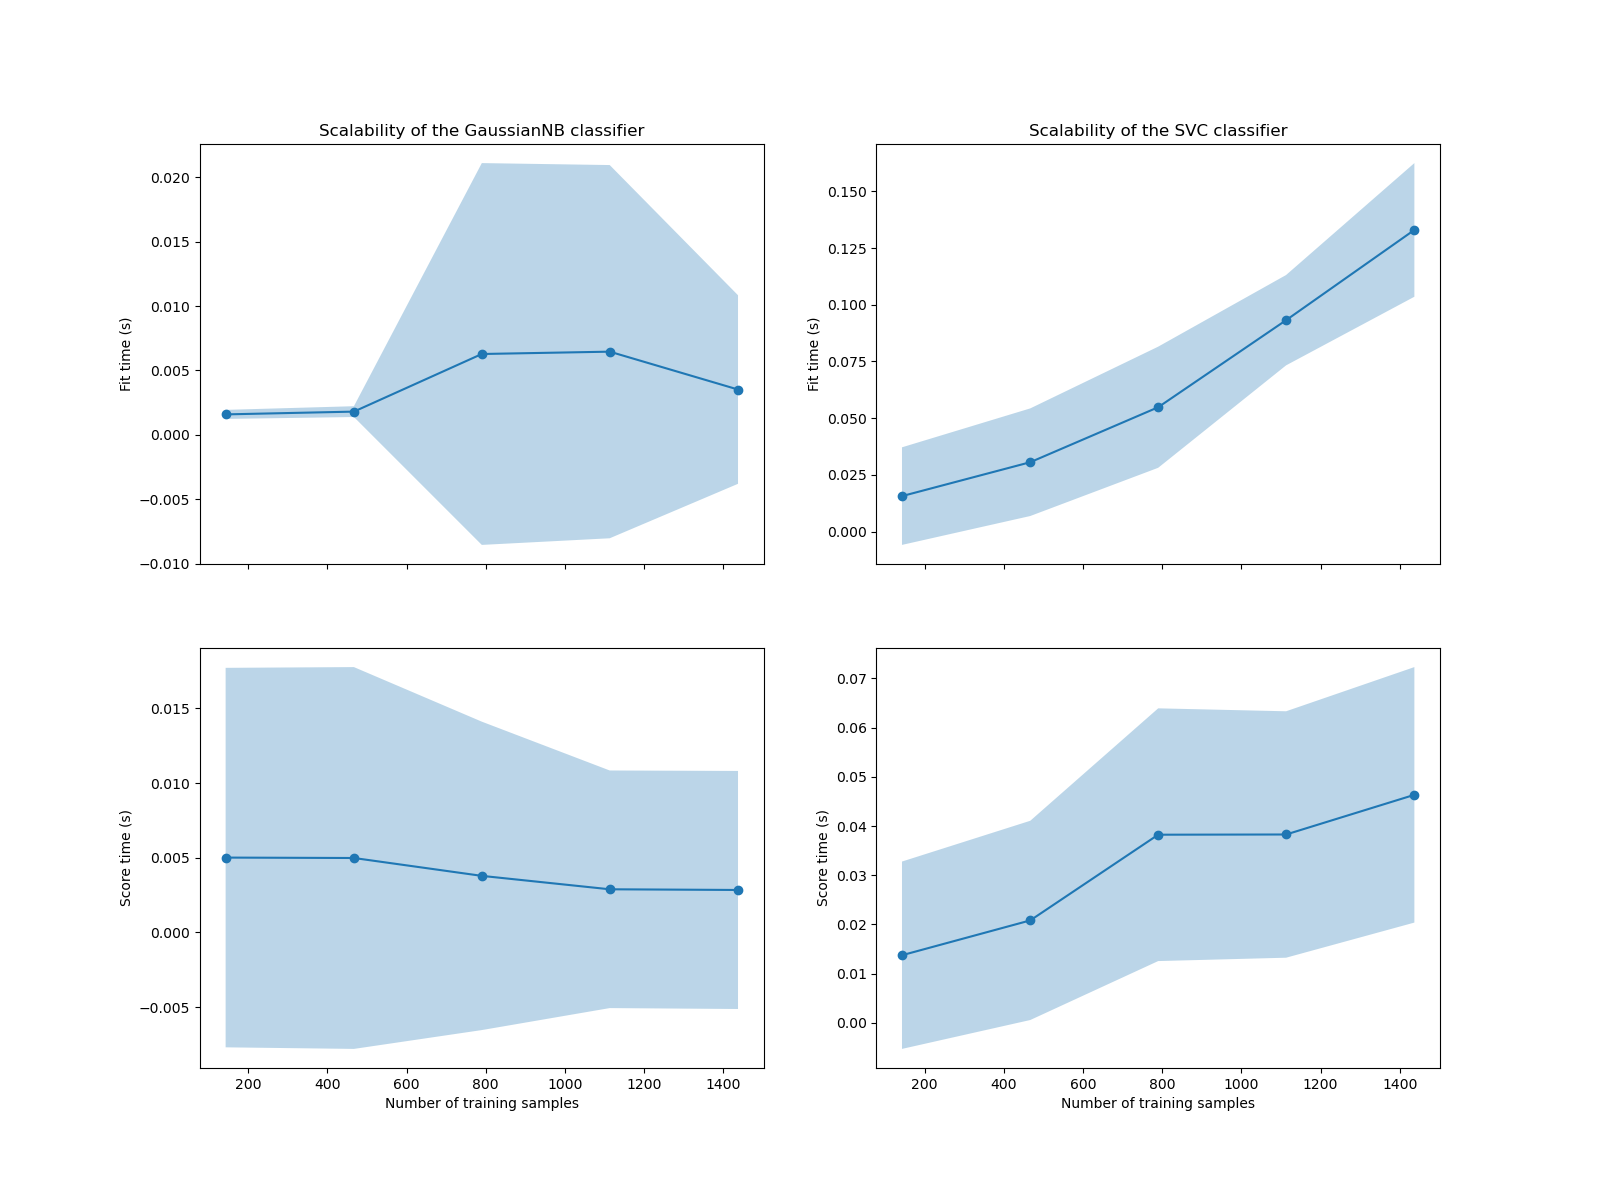 Scalability of the GaussianNB classifier
0.020
0.015
0.010
0.005
0.000
−0.005
−0.010
Fit time (s)
Scalability of the SVC classifier
0.150
0.125
0.100
0.075
0.050
0.025
0.000
Fit time (s)
0.015
0.010
0.005
0.000
−0.005
Score time (s)
200 400 600 800 1000 1200 1400
Number of training samples
0.07
0.06
0.05
0.04
0.03
0.02
0.01
0.00
Score time (s)
200 400 600 800 1000 1200 1400
Number of training samples